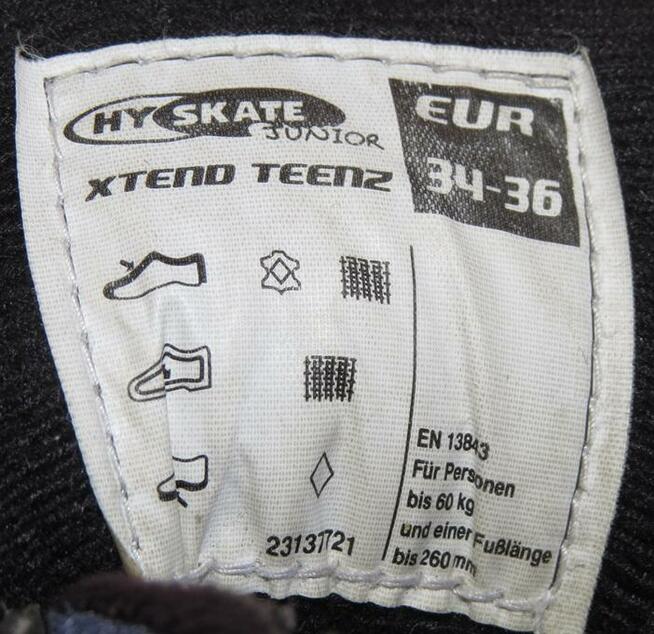 HY SKATE
JUNIOR
XTEND TEENZ
EUR
34-36
EN 13843
Für Personen
bis 60 kg
und einer Fußlänge
bis 260 mm
23137721